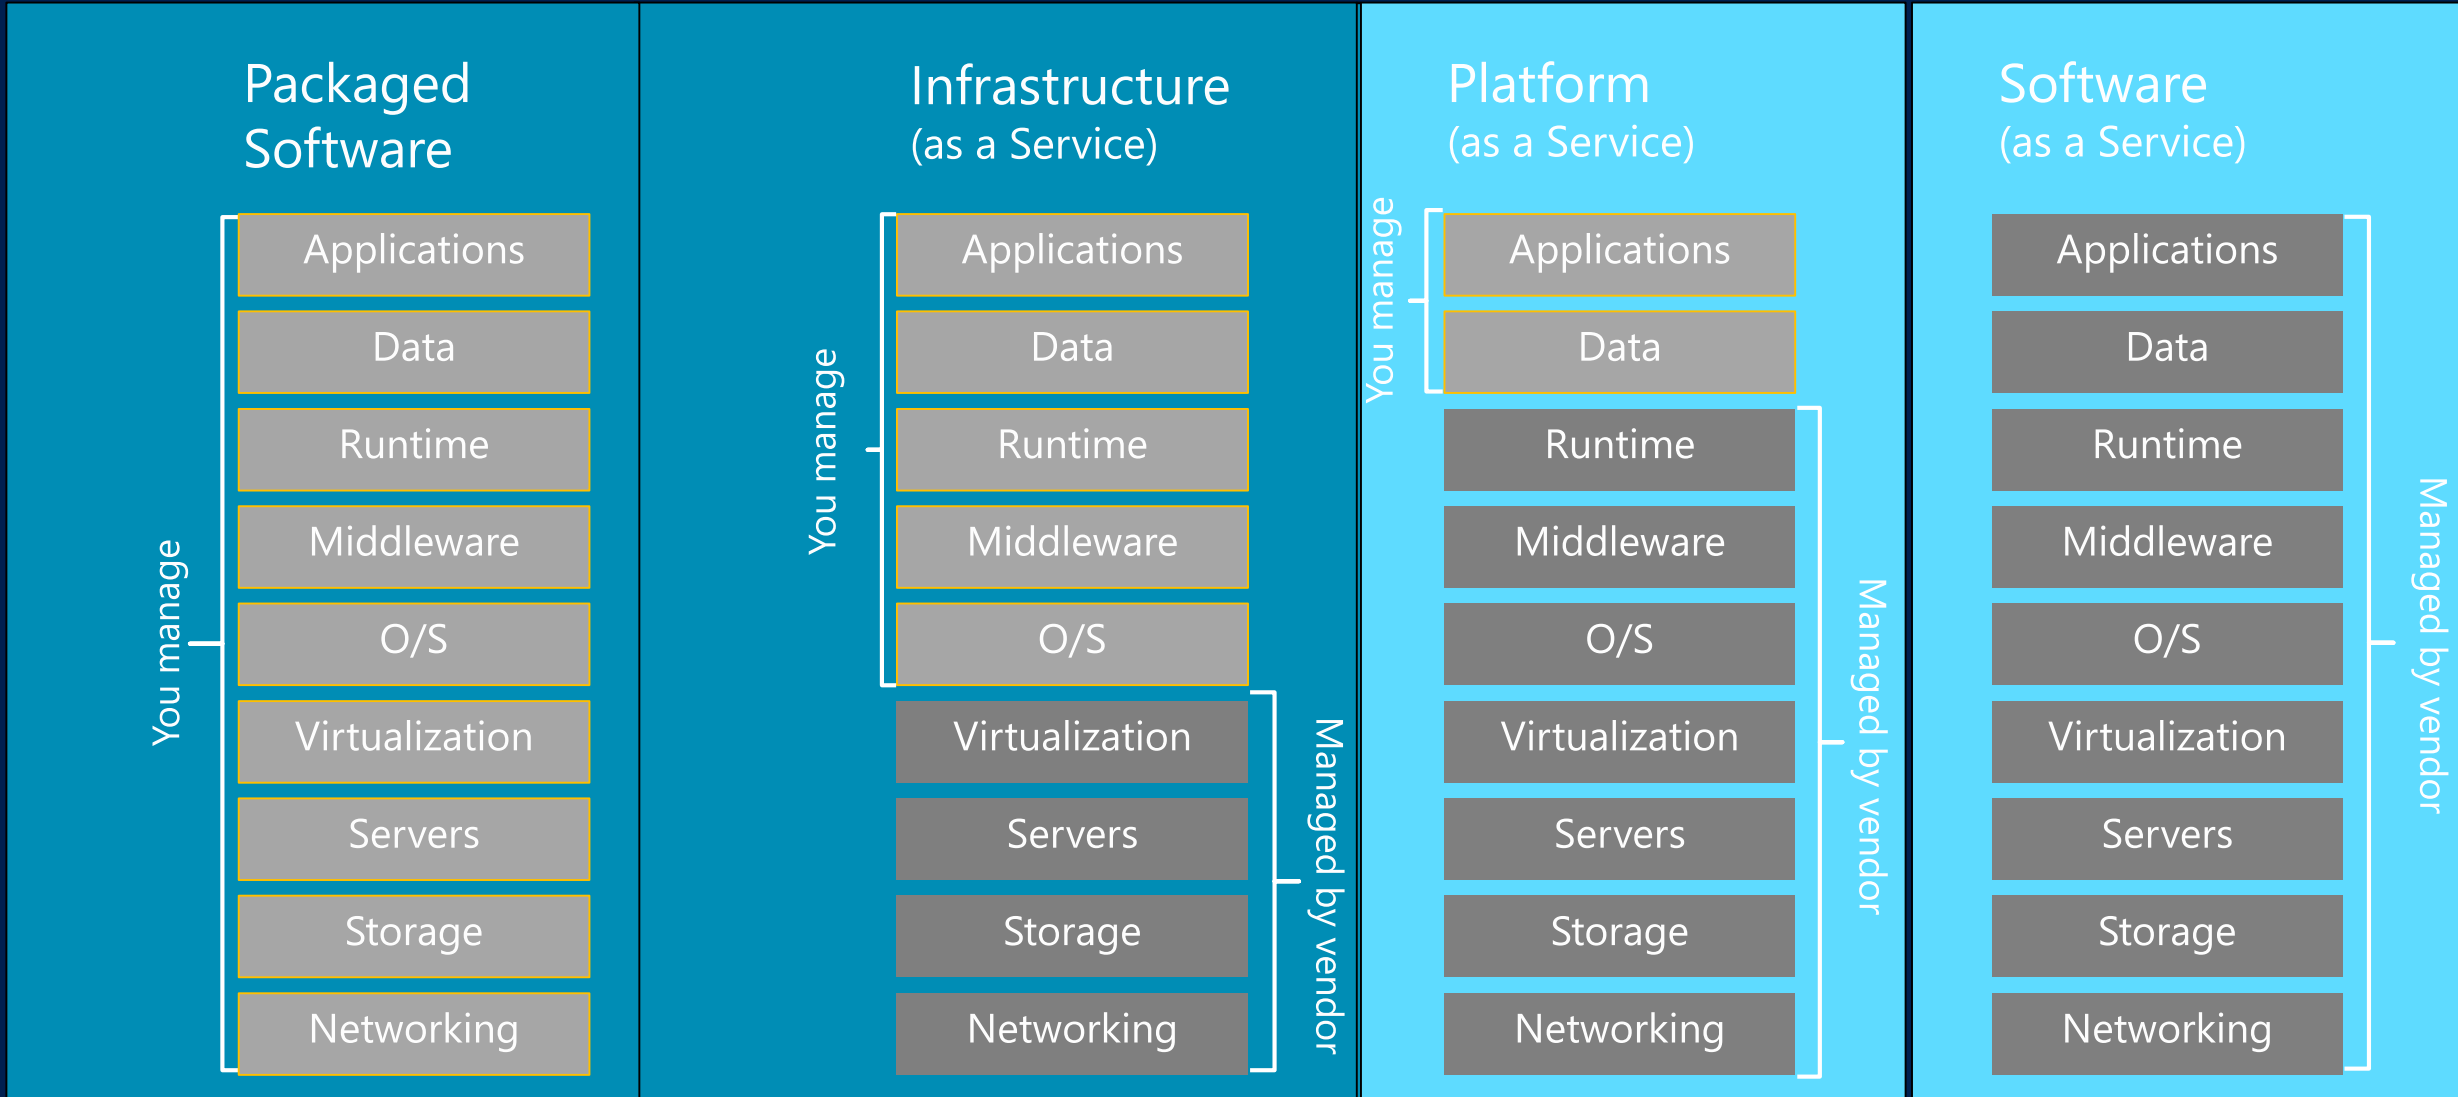 Packaged
Software
You manage
Applications
Data
Runtime
Middleware
O/S
Virtualization
Servers
Storage
Networking
Infrastructure
(as a Service)
You manage
Applications
Data
Runtime
Middleware
O/S
Virtualization
Servers
Storage
Networking
Managed by vendor
Platform
(as a Service)
You manage
Applications
Data
Runtime
Middleware
O/S
Virtualization
Servers
Storage
Networking
Managed by vendor
Software
(as a Service)
Applications
Data
Runtime
Middleware
O/S
Virtualization
Servers
Storage
Networking
Managed by vendor